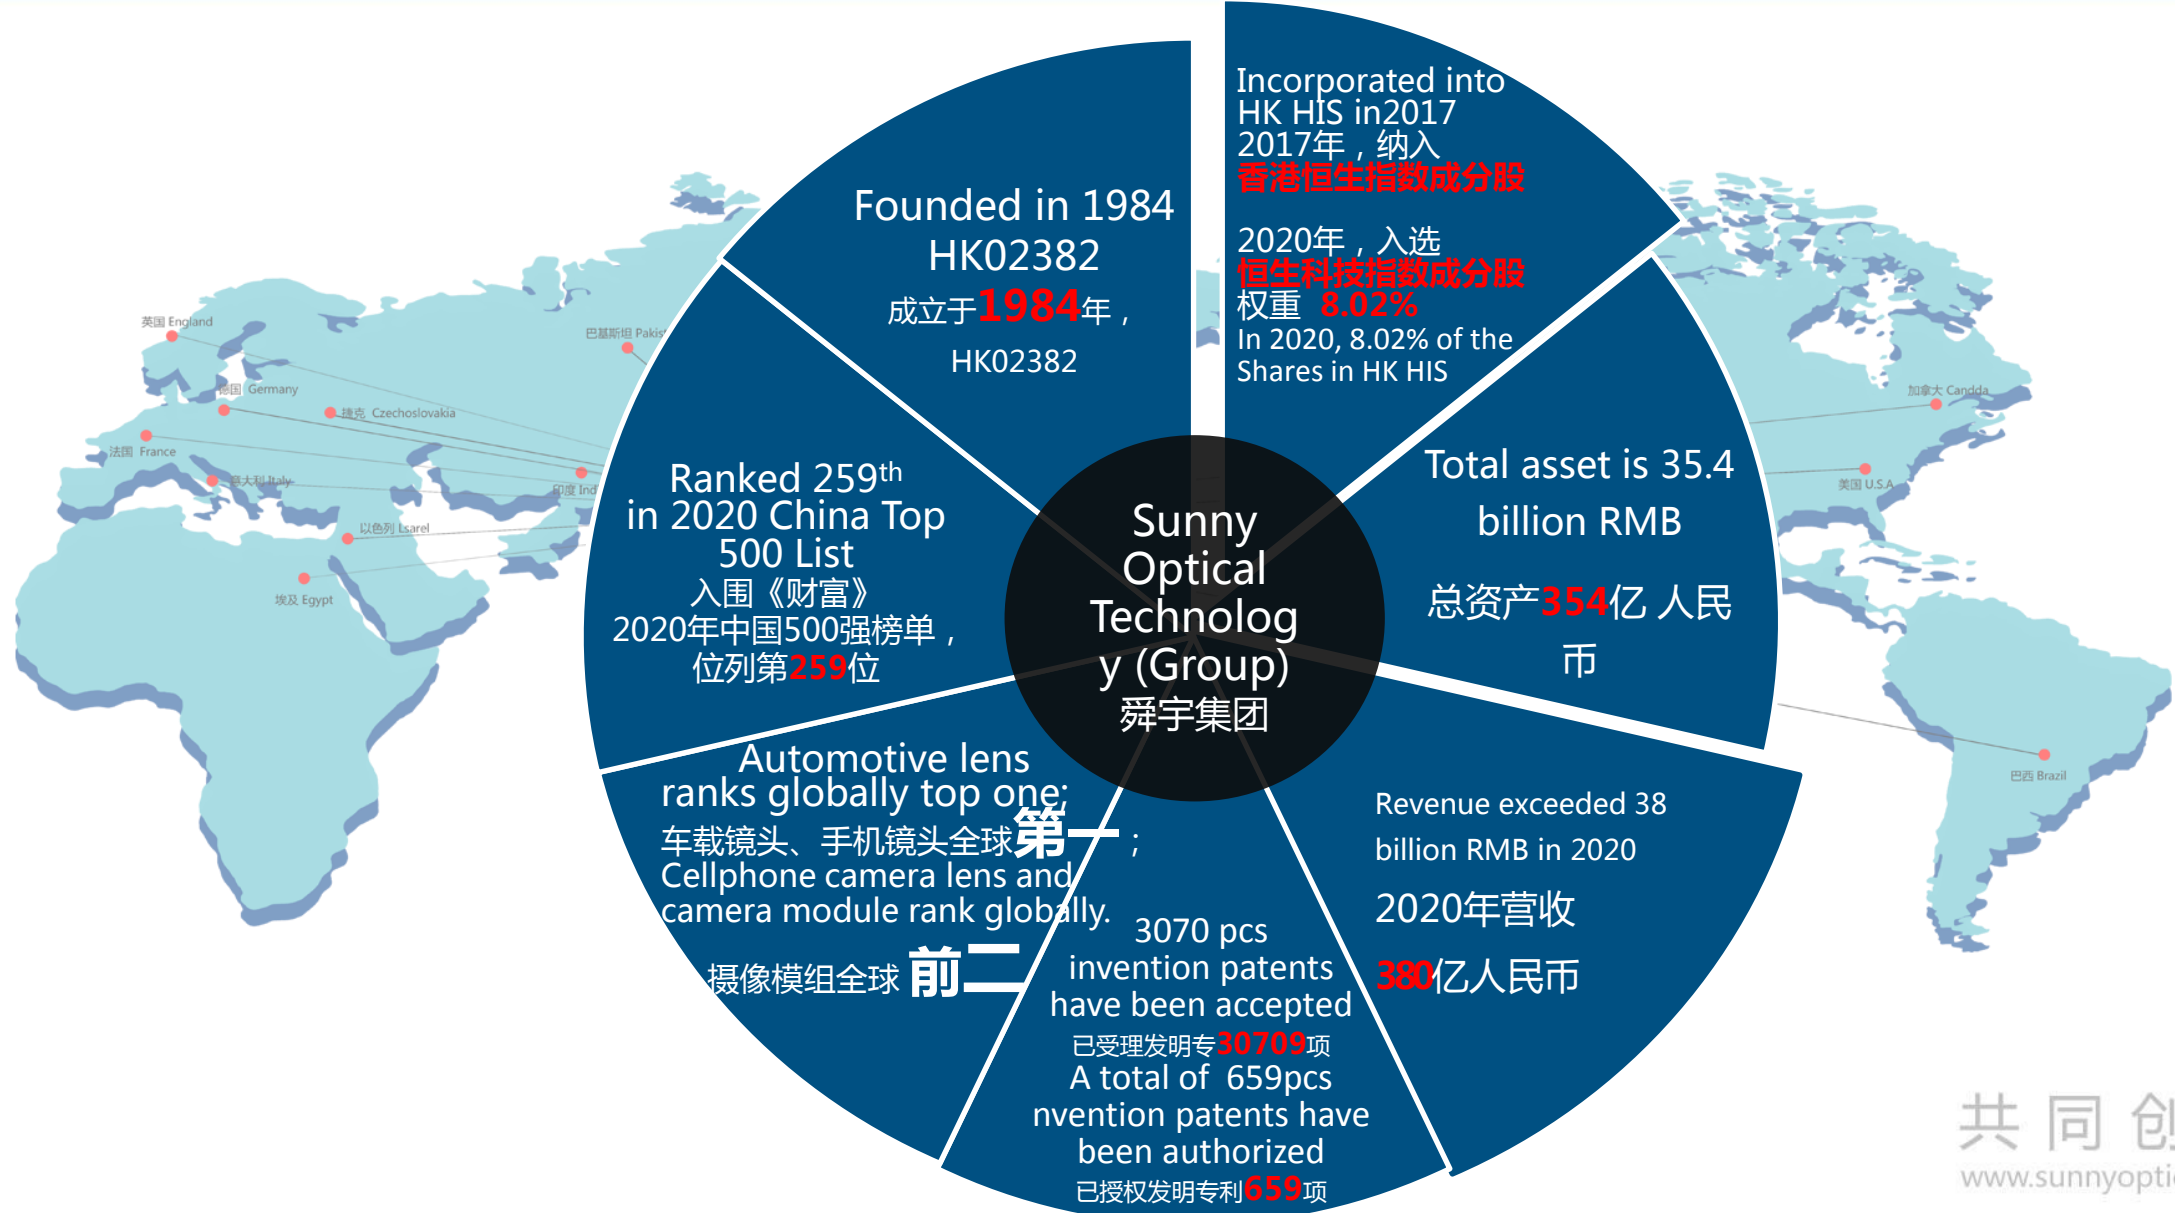 Incorporated into
HK HIS in2017
2017年，纳入
香港恒生指数成分股
2020年，入选
恒生科技指数成分股
权重 8.02%
In 2020, 8.02% of the
Shares in HK HIS
Founded in 1984
HK02382
成立于1984年，
HK02382
Total asset is 35.4
billion RMB
总资产354亿 人民
币
Ranked 259th
in 2020 China Top
500 List
入围《财富》
2020年中国500强榜单，
位列第259位
Sunny
Optical
Technolog
y (Group)
舜宇集团
Automotive lens
ranks globally top one;
车载镜头、手机镜头全球第一；
Cellphone camera lens and
camera module rank globally.
摄像模组全球 前二
Revenue exceeded 38
billion RMB in 2020
2020年营收
380亿人民币
3070 pcs
invention patents
have been accepted
已受理发明专30709项
A total of 659pcs
nvention patents have
been authorized
已授权发明专利659项
英国 England
巴基斯坦 Pakis
德国 Germany
捷克 Czechoslovakia
法国 France
意大利 Italy
印度 Ind
以色列 Lsarel
埃及 Egypt
加拿大 Candda
美国 U.S.A
巴西 Brazil
共同创
www.sunnyopti